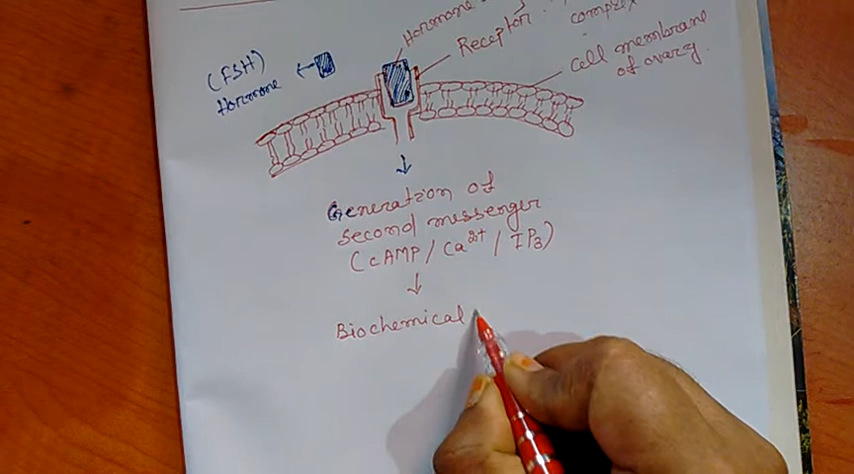 Hormone
Receptor
complex
Cell membrane
of ovary.
(FSH)
Hormone
Generation of
second messenger
(cAMP / Ca2+ / IP3)
Biochemical